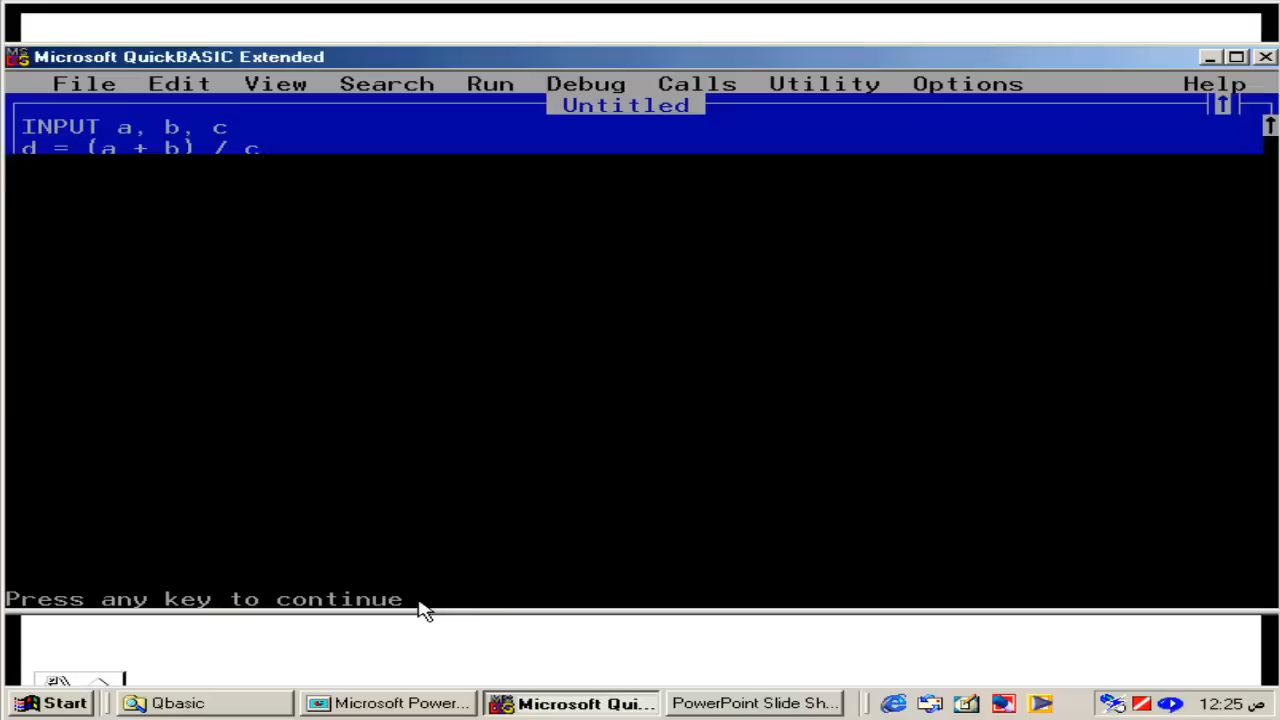 Microsoft QuickBASIC Extended
File Edit View Search Run Debug Calls Utility Options Help
Untitled
INPUT a, b, c
d = (a + b) / c
Press any key to continue
Start Qbasic Microsoft Power... Microsoft Qui... PowerPoint Slide Sh... 12:25 ص